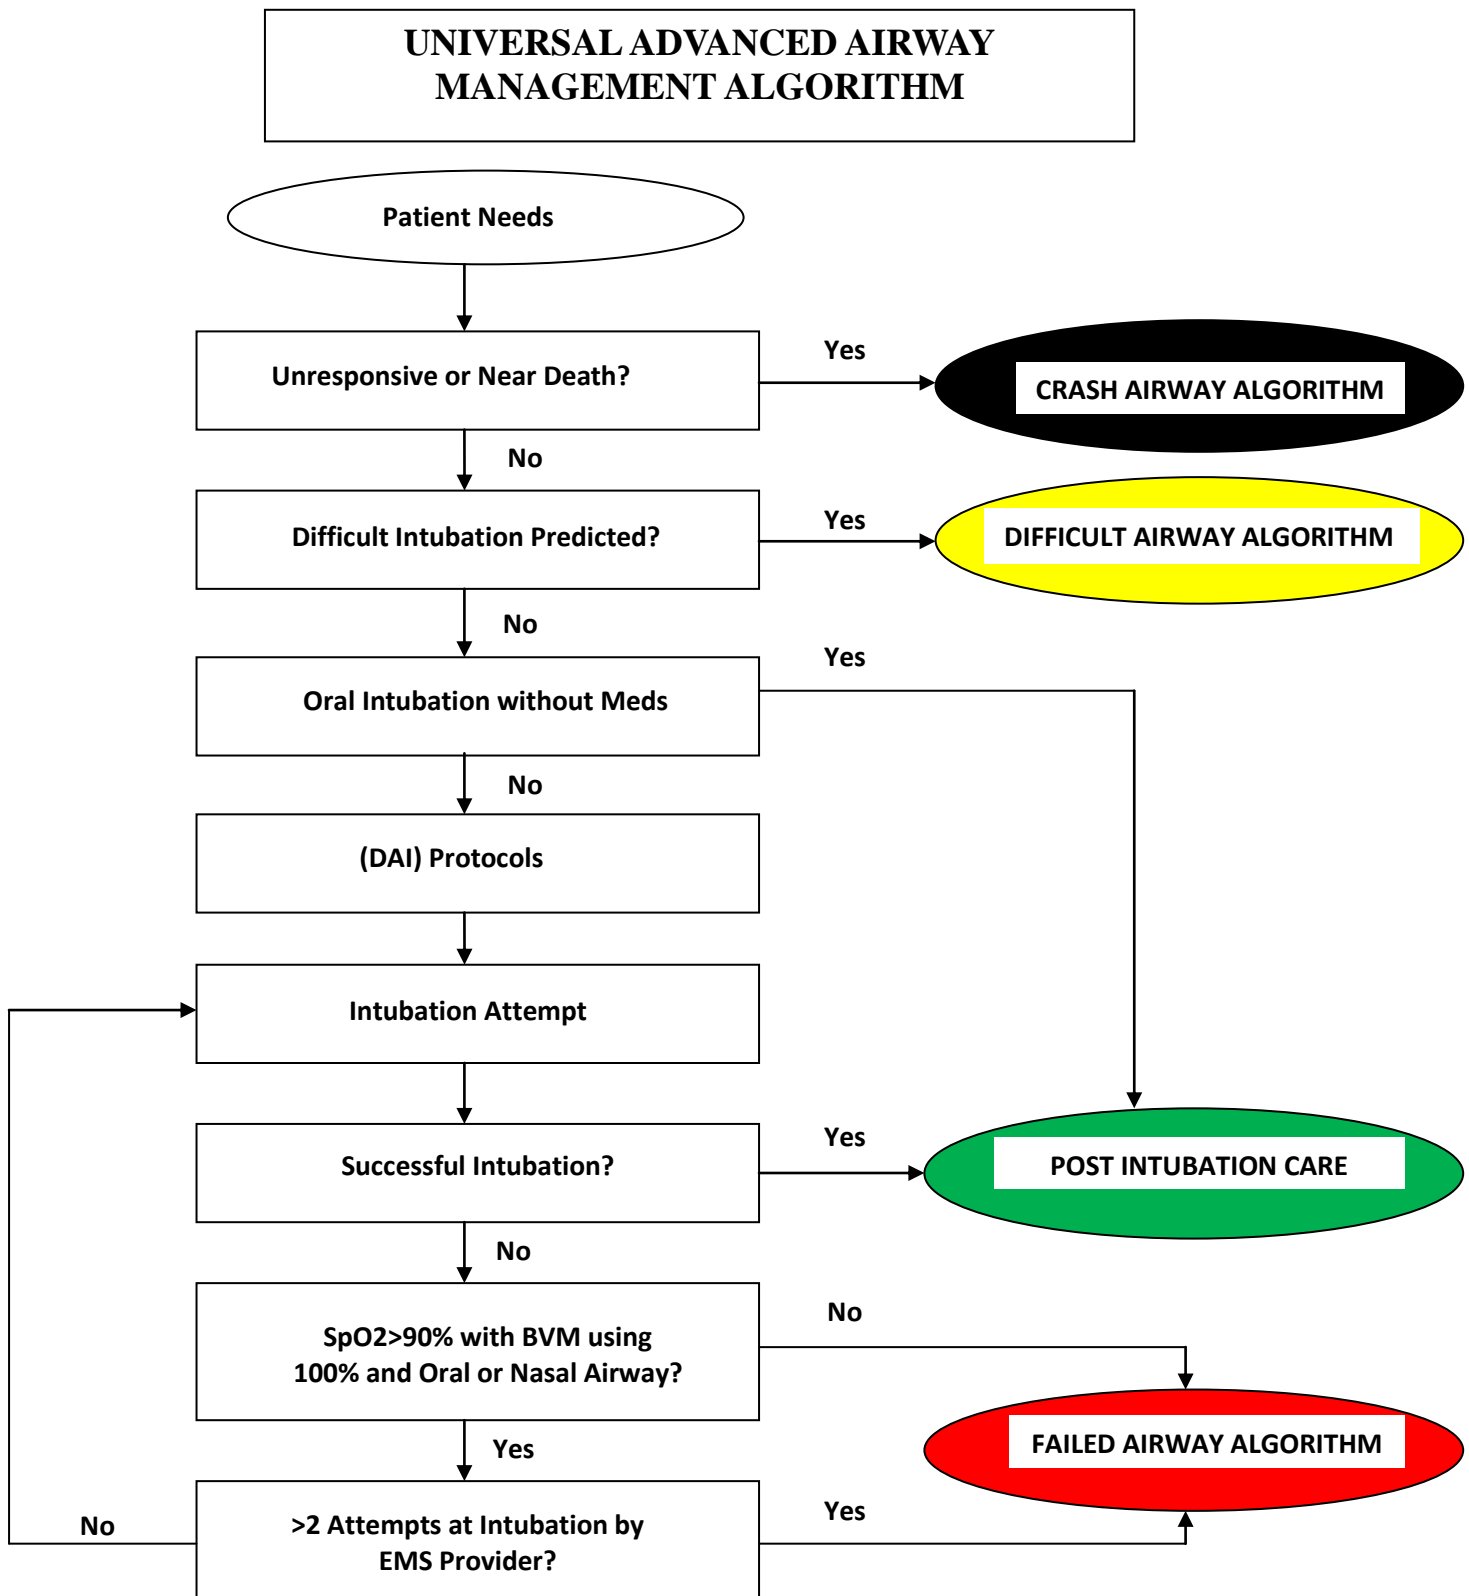 UNIVERSAL ADVANCED AIRWAY
MANAGEMENT ALGORITHM
Patient Needs
Unresponsive or Near Death?
Yes
CRASH AIRWAY ALGORITHM
No
Difficult Intubation Predicted?
Yes
DIFFICULT AIRWAY ALGORITHM
No
Oral Intubation without Meds
Yes
No
(DAI) Protocols
Intubation Attempt
Successful Intubation?
Yes
POST INTUBATION CARE
No
SpO2>90% with BVM using
100% and Oral or Nasal Airway?
No
FAILED AIRWAY ALGORITHM
Yes
>2 Attempts at Intubation by
EMS Provider?
Yes
No